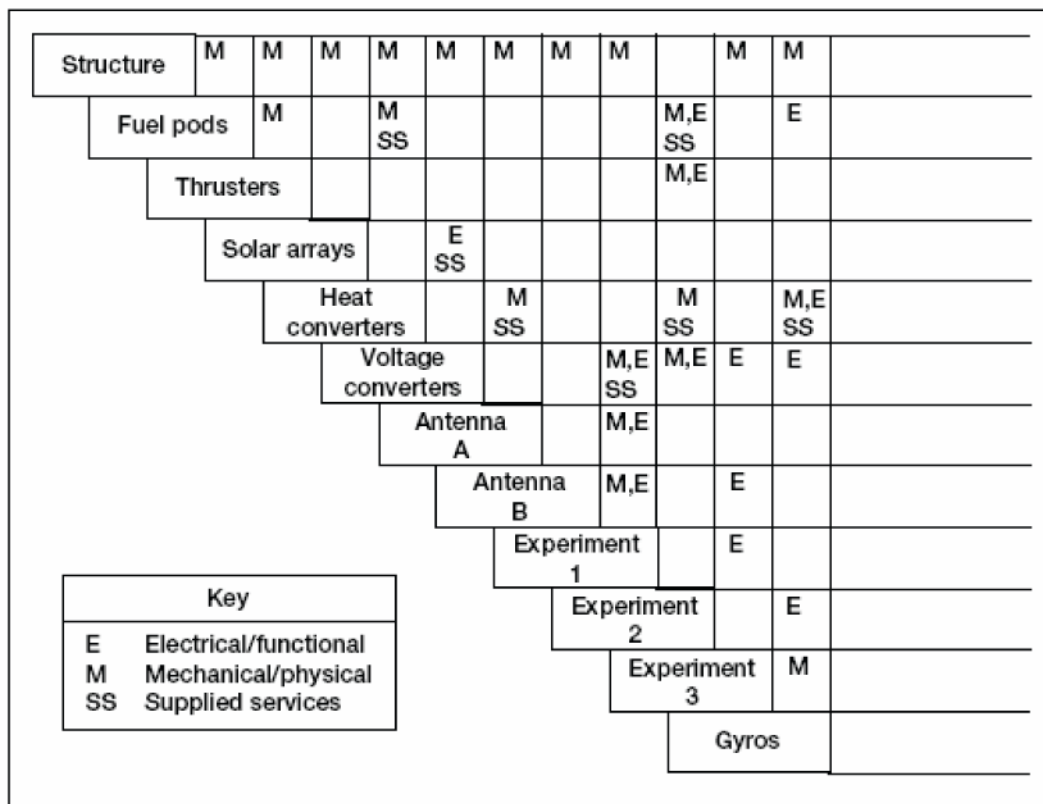 Structure M M M M M M M M M M
Fuel pods M M M,E E
SS SS
Thrusters M,E
Solar arrays E
SS
Heat M M M,E
converters SS SS SS
Voltage M,E M,E E E
converters SS
Antenna M,E
A
Antenna M,E E
B
Experiment E
1
Experiment E
2
Experiment M
3
Gyros
Key
E Electrical/functional
M Mechanical/physical
SS Supplied services